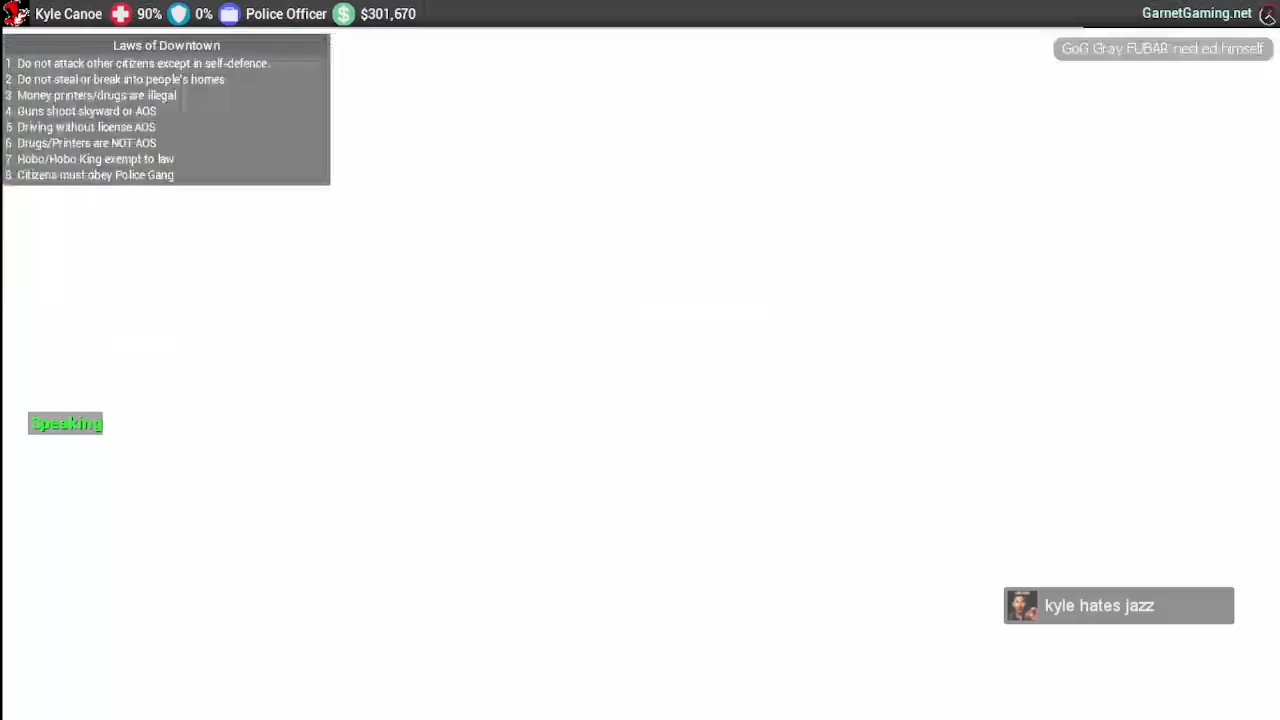 Kyle Canoe 90% 0% Police Officer $301,670 GarnetGaming.net
Laws of Downtown
1 Do not attack other citizens except in self-defence.
2 Do not steal or break into people's homes
3 Money printers/drugs are illegal
4 Guns shoot skyward or AOS
5 Driving without license AOS
6 Drugs/Printers are NOT AOS
7 Hobo/Hobo King exempt to law
8 Citizens must obey Police Gang
GoG Gray FUBAR himself
Speaking
kyle hates jazz